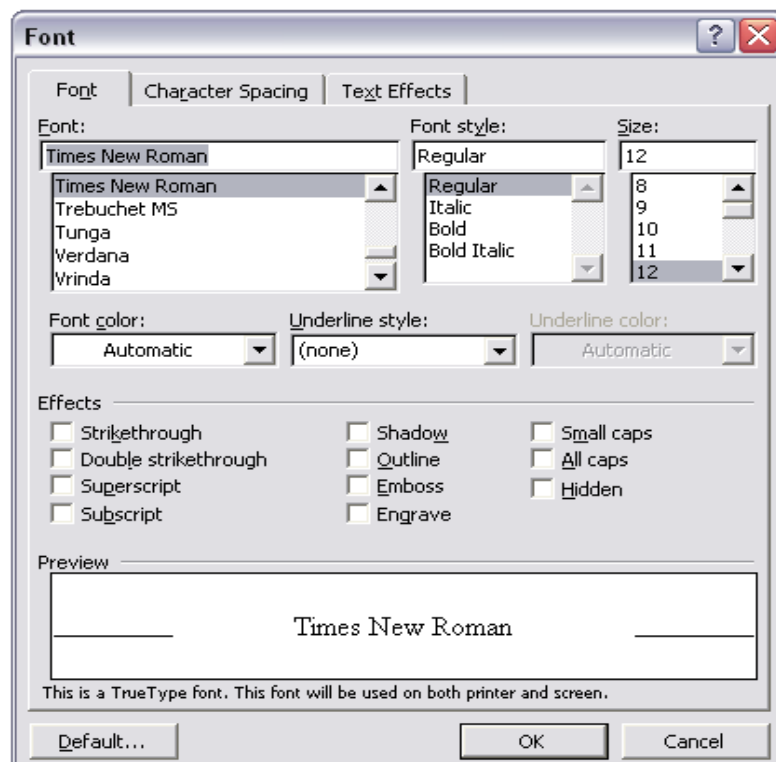 Font
Font Character Spacing Text Effects
Font: Font style: Size:
Times New Roman Regular 12
Times New Roman Regular 8
Trebuchet MS Italic 9
Tunga Bold 10
Verdana Bold Italic 11
Vrinda 12
Font color: Underline style: Underline color:
Automatic (none) Automatic
Effects
Strikethrough Shadow Small caps
Double strikethrough Outline All caps
Superscript Emboss Hidden
Subscript Engrave
Preview
Times New Roman
This is a TrueType font. This font will be used on both printer and screen.
Default... OK Cancel